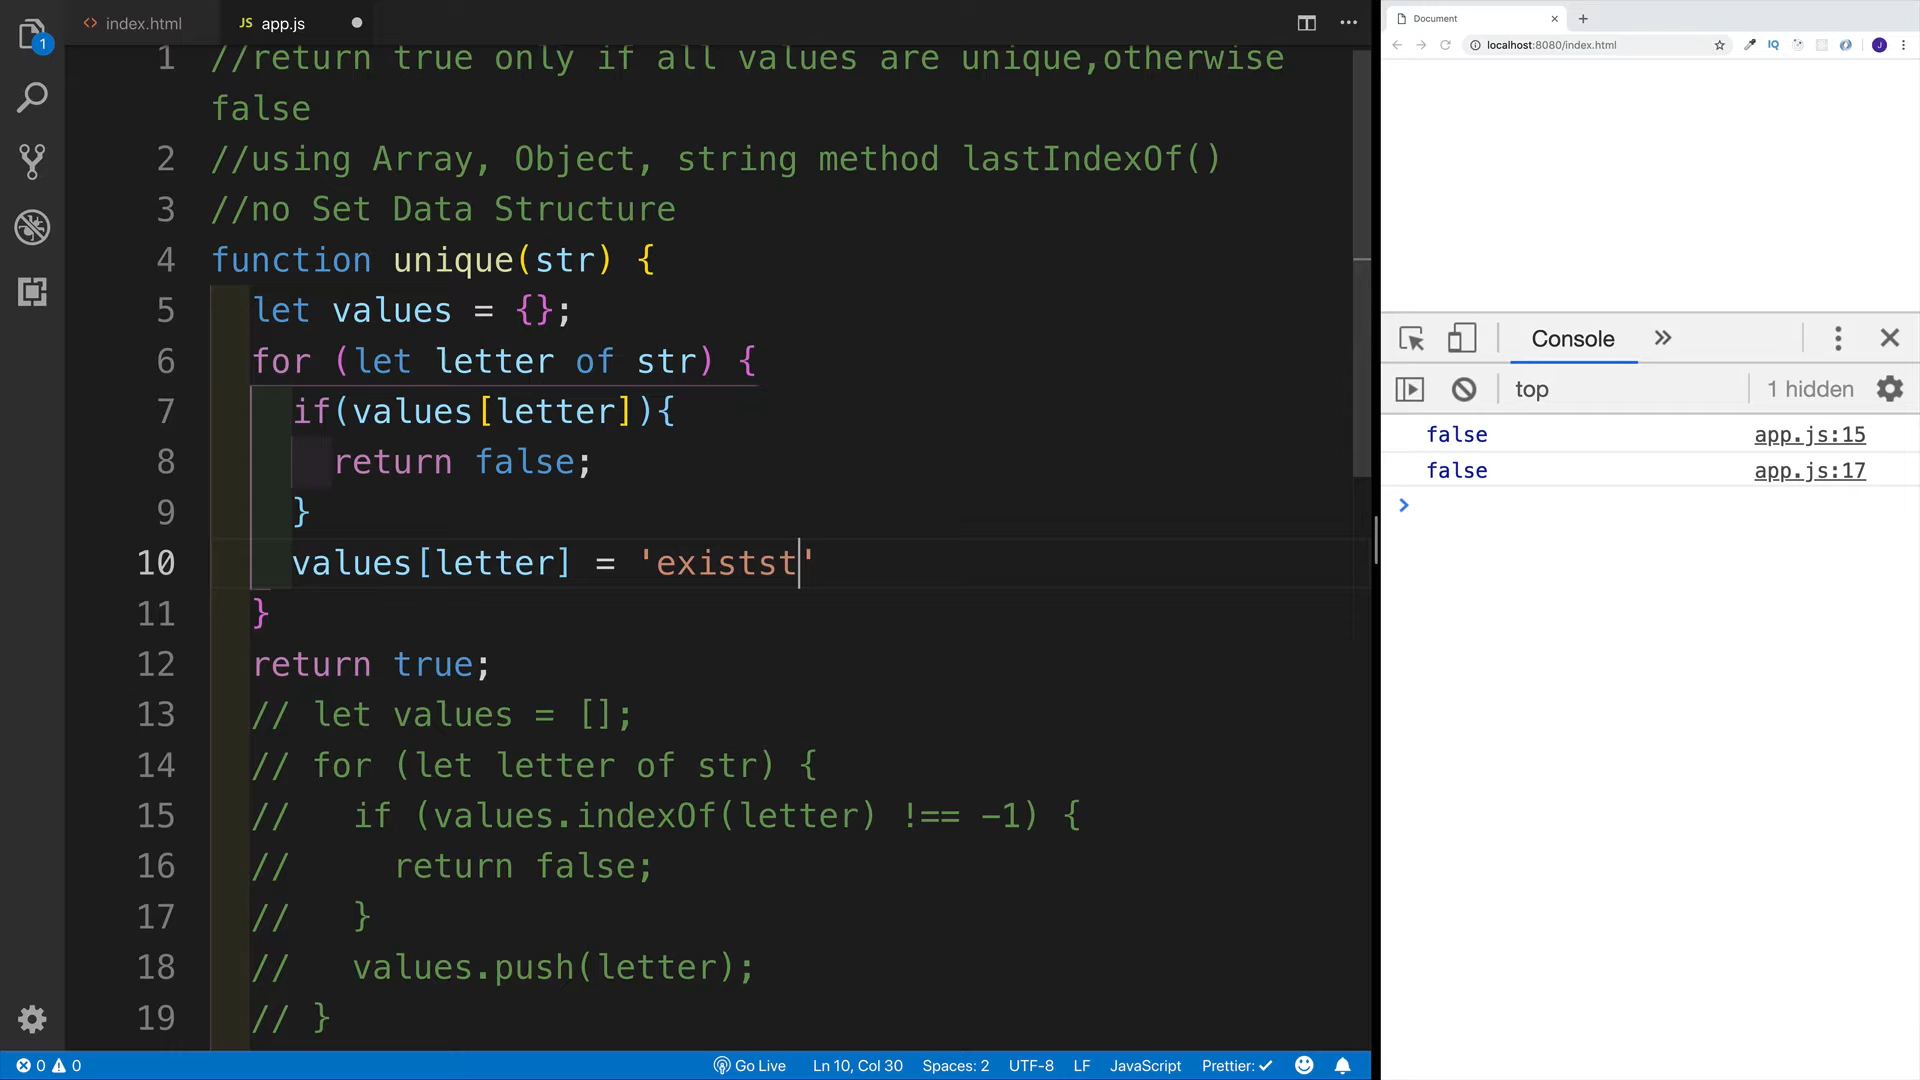 index.html
JS app.js
1 //return true only if all values are unique,otherwise
false
2 //using Array, Object, string method lastIndexOf()
3 //no Set Data Structure
4 function unique(str) {
5 let values = {};
6 for (let letter of str) {
7 if(values[letter]){
8 return false;
9 }
10 values[letter] = 'existst'
11 }
12 return true;
13 // let values = [];
14 // for (let letter of str) {
15 // if (values.indexOf(letter) !== -1) {
16 // return false;
17 // }
18 // values.push(letter);
19 // }
1
0 0
Go Live Ln 10, Col 30 Spaces: 2 UTF-8 LF JavaScript Prettier: ✓
Document
localhost:8080/index.html
IQ
J
Console
top
1 hidden
false app.js:15
false app.js:17